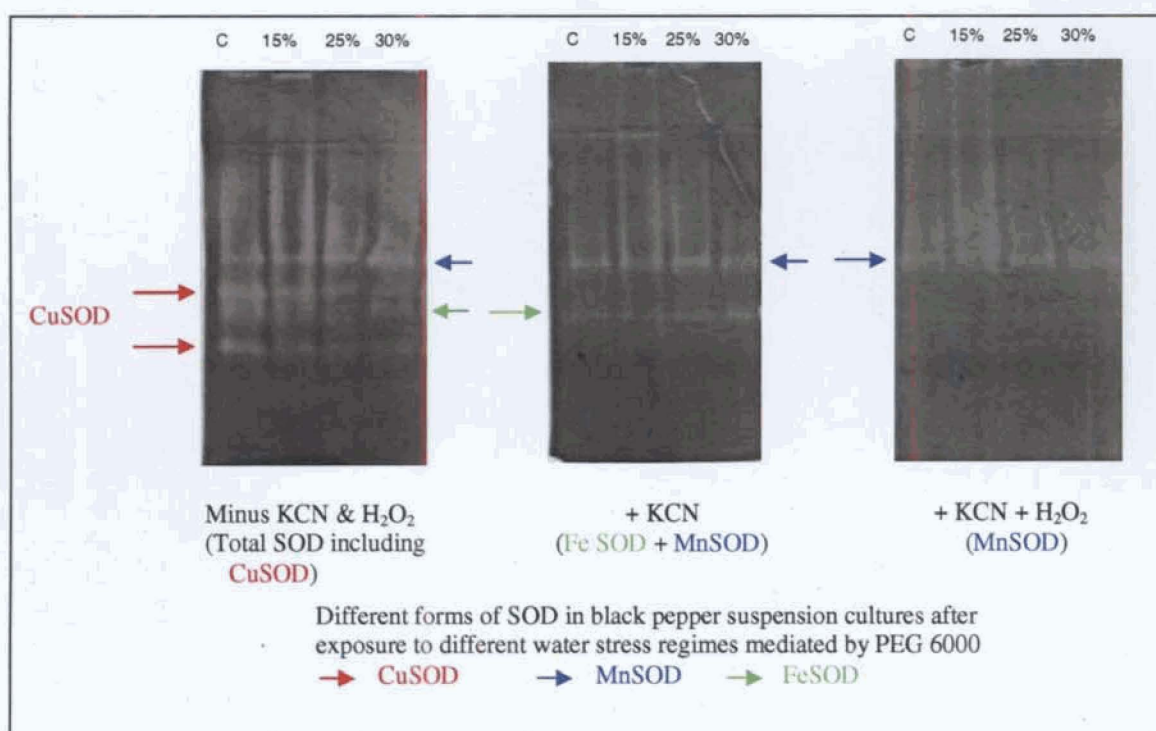 C 15% 25% 30%
C 15% 25% 30%
C 15% 25% 30%
CuSOD
Minus KCN & H₂O₂
(Total SOD including
CuSOD)
+ KCN
(Fe SOD + MnSOD)
+ KCN + H₂O₂
(MnSOD)
Different forms of SOD in black pepper suspension cultures after
exposure to different water stress regimes mediated by PEG 6000
CuSOD MnSOD FeSOD